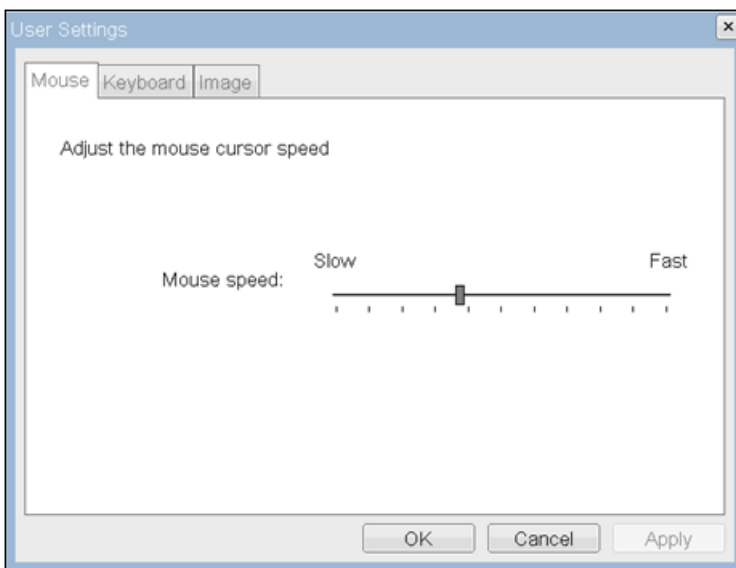 User Settings
Mouse Keyboard Image
Adjust the mouse cursor speed
Slow Fast
Mouse speed:
OK Cancel Apply